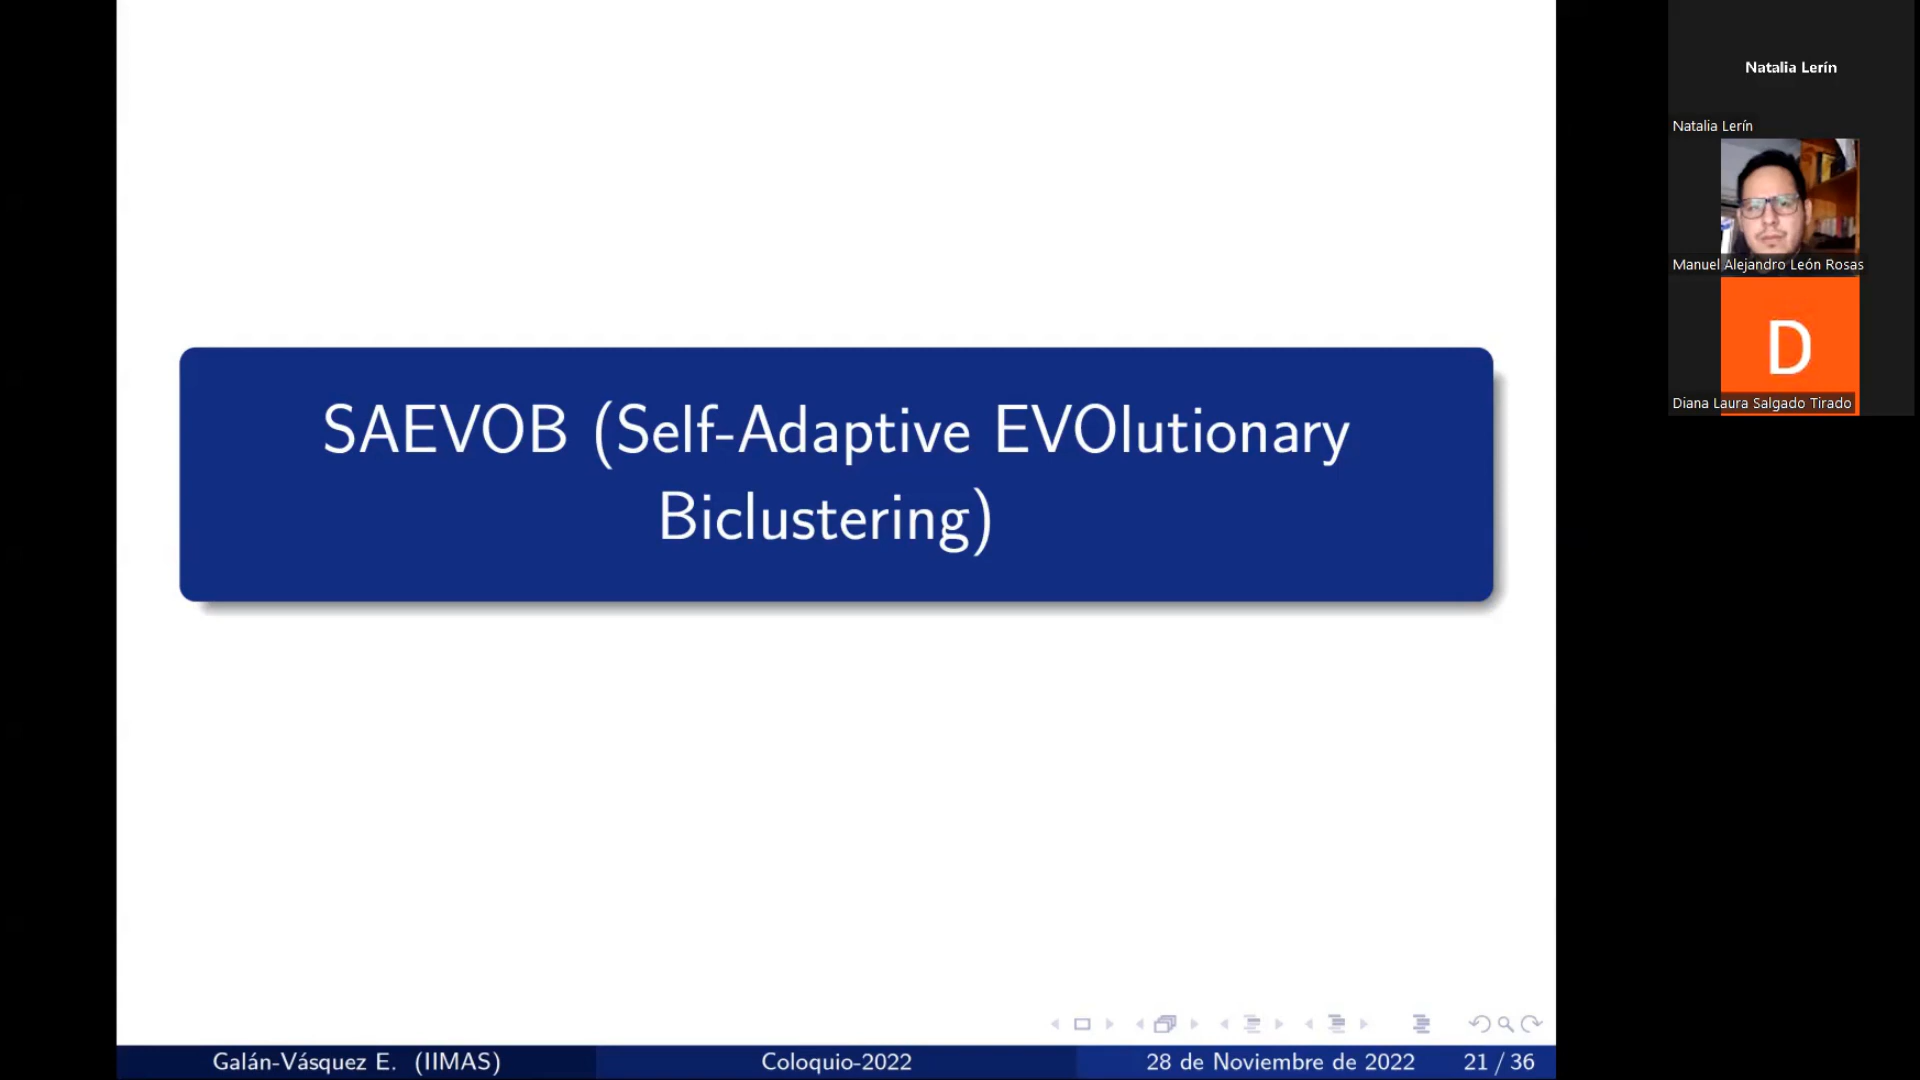 SAEVOB (Self-Adaptive EVOlutionary
Biclustering)
Galán-Vásquez E. (IIMAS)
Coloquio-2022
28 de Noviembre de 2022
21 / 36
Natalia Lerín
Natalia Lerín
Manuel Alejandro León Rosas
D
Diana Laura Salgado Tirado